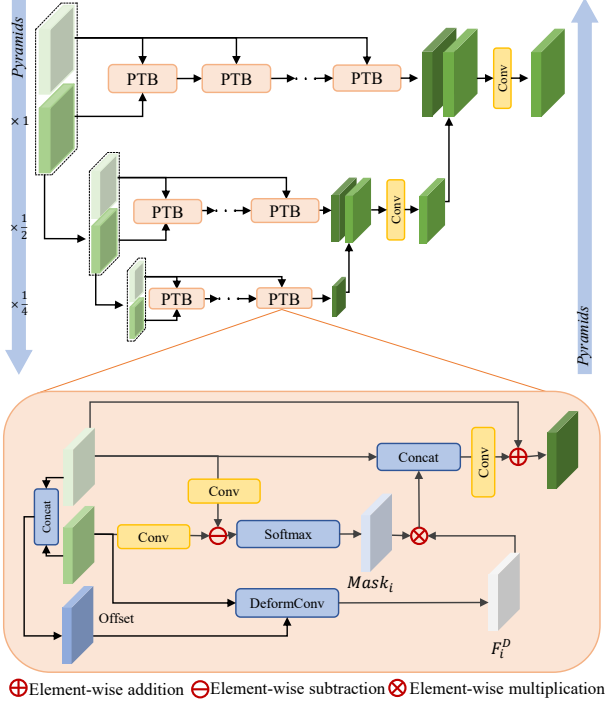 Pyramids
×1
PTB
PTB
PTB
Conv
×1/2
PTB
PTB
Conv
×1/4
PTB
PTB
Pyramids
Concat
Conv
Conv
Concat
Conv
Softmax
Mask_i
DeformConv
Offset
F_i^D
Element-wise addition Element-wise subtraction Element-wise multiplication